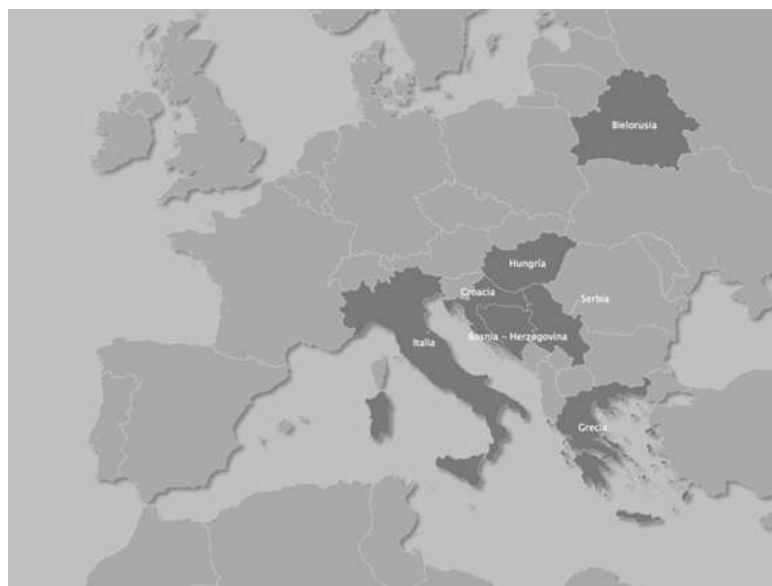 Bielorusia
Hungría
Croacia
Serbia
Italia
Bosnia - Herzegovina
Grecia